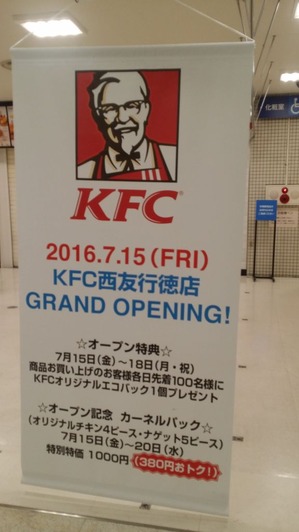 化粧室
KFC
2016.7.15(FRI)
KFC西友行徳店
GRAND OPENING!
☆オープン特典☆
7月15日(金)~18日(月・祝)
商品お買い上げのお客様各日先着100名様に
KFCオリジナルエコバック1個プレゼント
☆オープン記念 カーネルパック☆
(オリジナルチキン4ピース・ナゲット5ピース)
7月15日(金)~20日(水)
特別特価 1000円(380円おトク!)